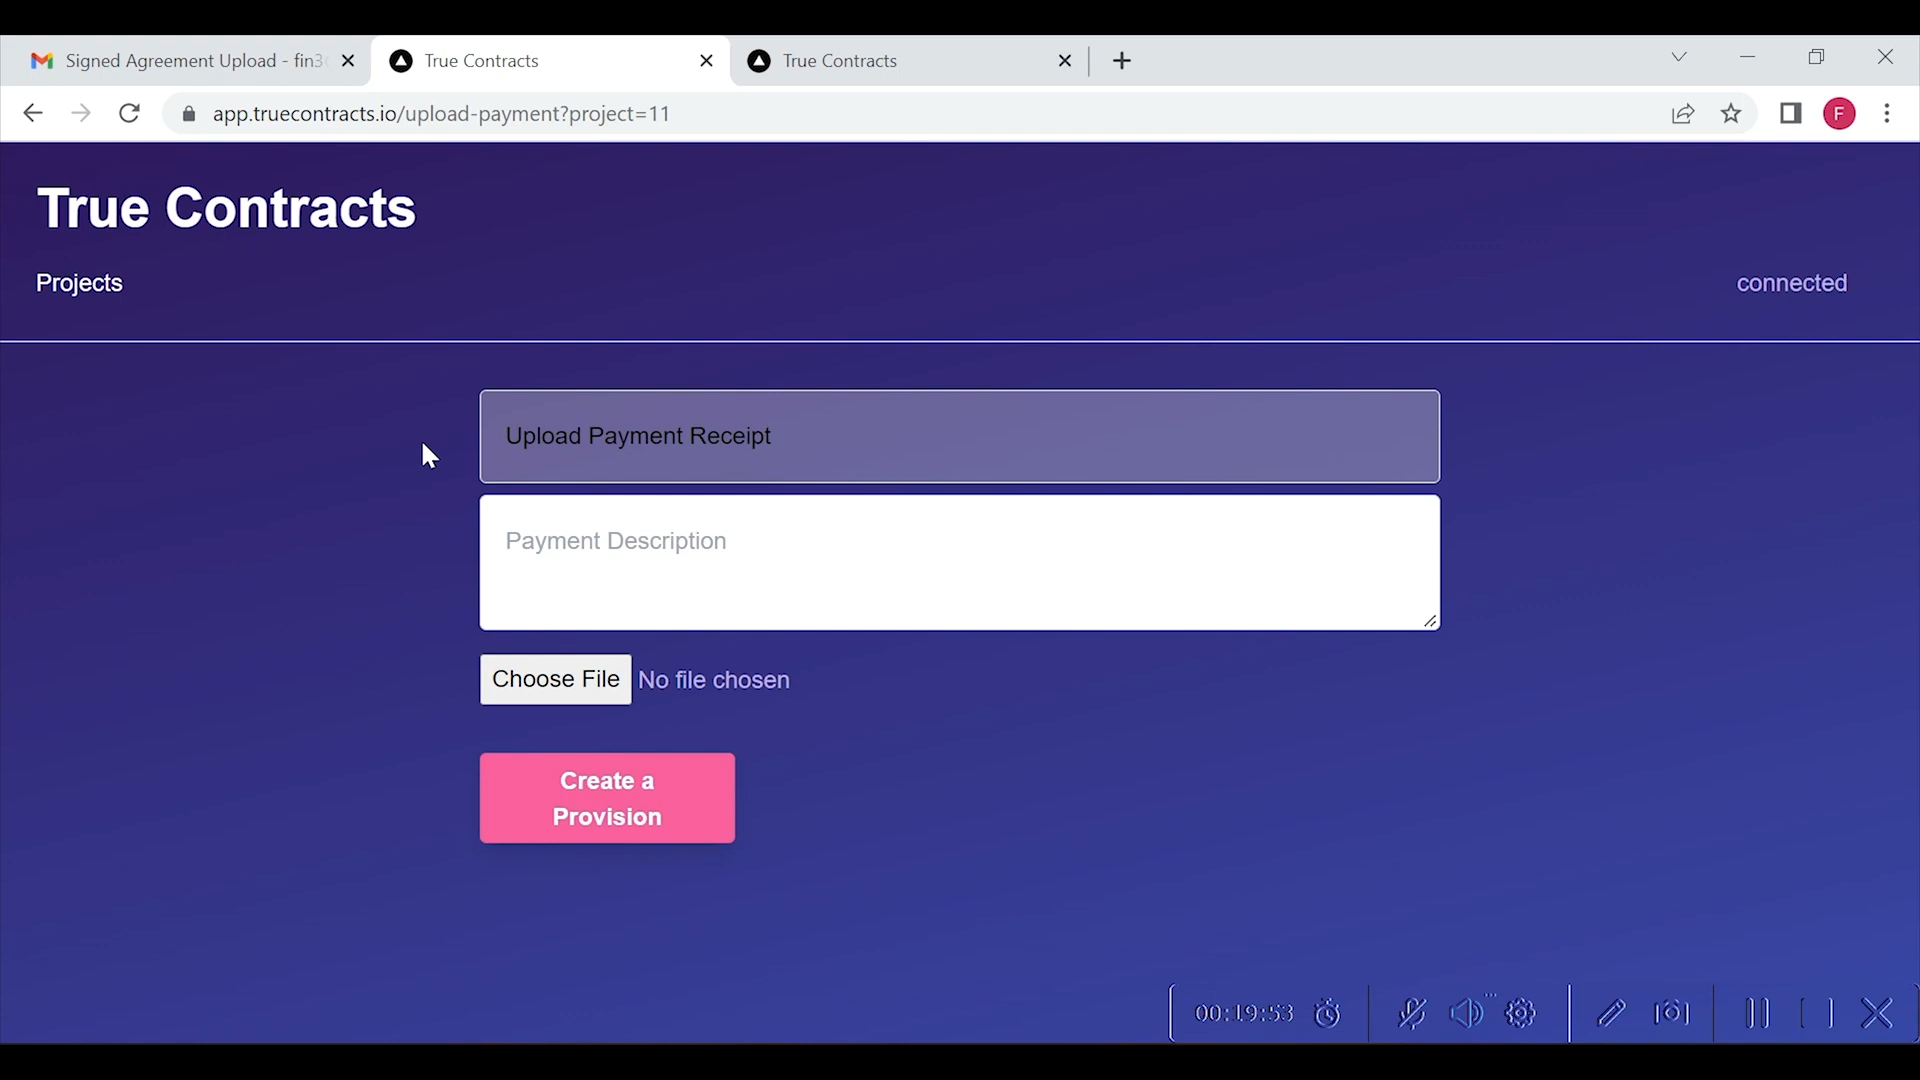 Signed Agreement Upload - fin3
True Contracts
True Contracts
app.truecontracts.io/upload-payment?project=11
F
True Contracts
Projects
connected
Upload Payment Receipt
Payment Description
Choose File No file chosen
Create a
Provision
00:19:53